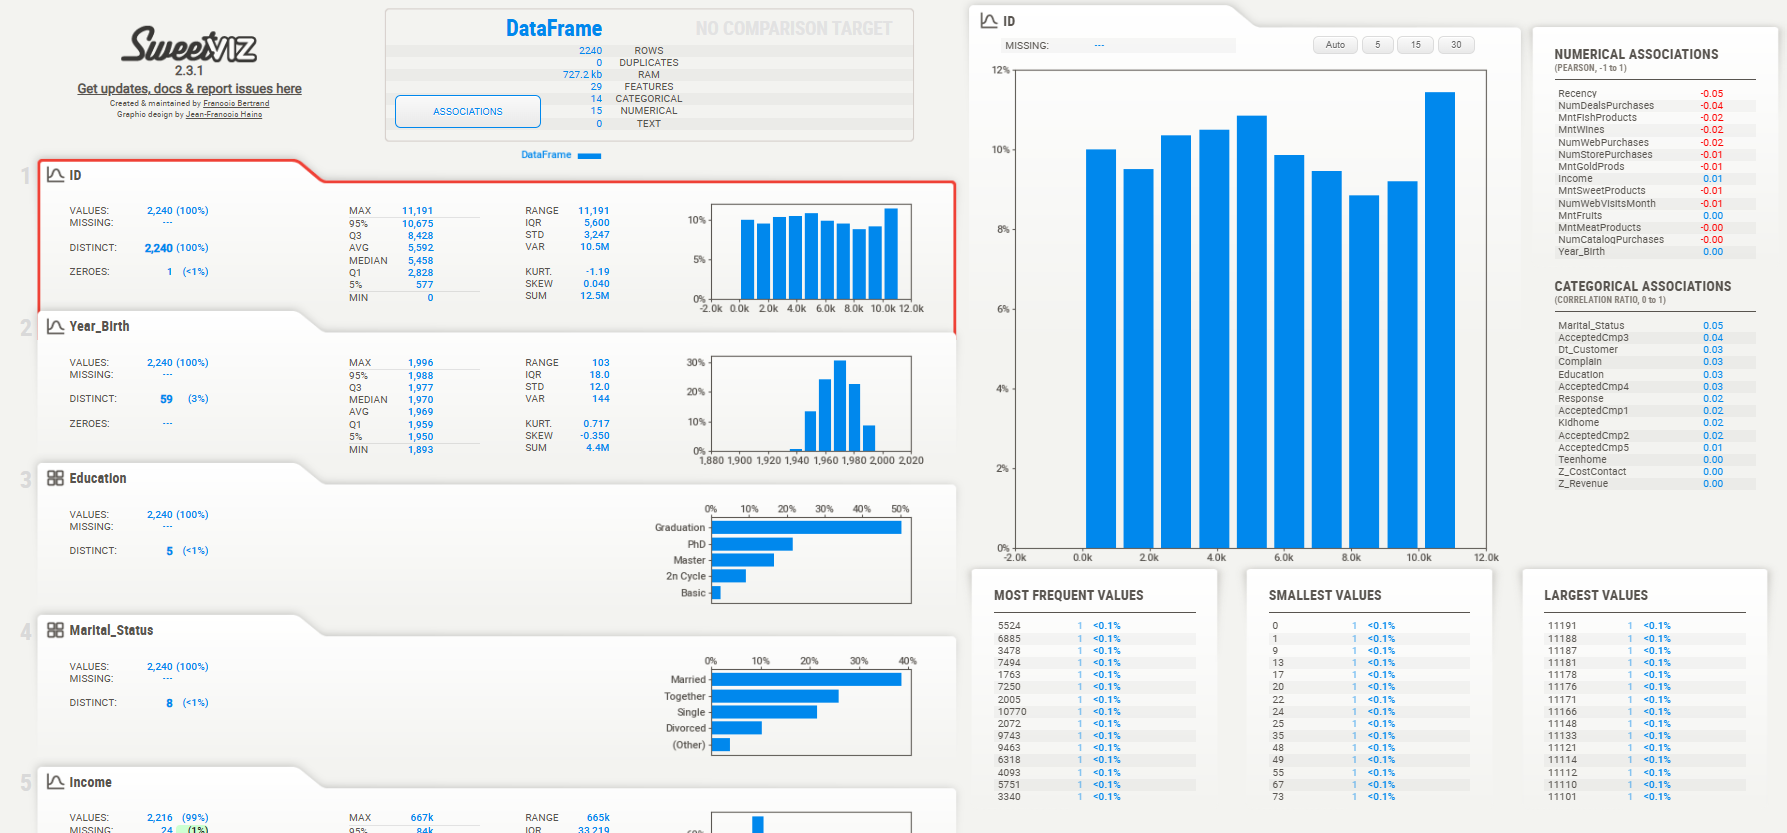 SweetVIZ
2.3.1
Get updates, docs & report issues here
Created & maintained by Francois Bertrand
Graphic design by Jean-Francois Hains
DataFrame NO COMPARISON TARGET
2240 ROWS
0 DUPLICATES
727.2 kb RAM
29 FEATURES
14 CATEGORICAL
15 NUMERICAL
0 TEXT
ASSOCIATIONS
DataFrame
1 ID
VALUES: 2,240 (100%)
MISSING: ---
DISTINCT: 2,240 (100%)
ZEROES: 1 (<1%)
MAX 11,191
95% 10,675
Q3 8,428
AVG 5,592
MEDIAN 5,458
Q1 2,828
5% 577
MIN 0
RANGE 11,191
IQR 5,600
STD 3,247
VAR 10.5M
KURT. -1.19
SKEW 0.040
SUM 12.5M
10%
5%
0%
-2.0k 0.0k 2.0k 4.0k 6.0k 8.0k 10.0k 12.0k
2 Year_Birth
VALUES: 2,240 (100%)
MISSING: ---
DISTINCT: 59 (3%)
ZEROES: ---
MAX 1,996
95% 1,988
Q3 1,977
MEDIAN 1,970
AVG 1,969
Q1 1,959
5% 1,950
MIN 1,893
RANGE 103
IQR 18.0
STD 12.0
VAR 144
KURT. 0.717
SKEW -0.350
SUM 4.4M
30%
20%
10%
0%
1,880 1,900 1,920 1,940 1,960 1,980 2,000 2,020
3 Education
VALUES: 2,240 (100%)
MISSING: ---
DISTINCT: 5 (<1%)
0% 10% 20% 30% 40% 50%
Graduation
PhD
Master
2n Cycle
Basic
4 Marital_Status
VALUES: 2,240 (100%)
MISSING: ---
DISTINCT: 8 (<1%)
0% 10% 20% 30% 40%
Married
Together
Single
Divorced
(Other)
5 Income
VALUES: 2,216 (99%)
MISSING: 24 (1%)
MAX 667k
95% 84k
RANGE 665k
IQR 33,219
ID
MISSING: ---
Auto 5 15 30
12%
10%
8%
6%
4%
2%
0%
-2.0k 0.0k 2.0k 4.0k 6.0k 8.0k 10.0k 12.0k
NUMERICAL ASSOCIATIONS
(PEARSON, -1 to 1)
Recency -0.05
NumDealsPurchases -0.04
MntFishProducts -0.02
MntWines -0.02
NumWebPurchases -0.02
NumStorePurchases -0.01
MntGoldProds -0.01
Income 0.01
MntSweetProducts -0.01
NumWebVisitsMonth -0.01
MntFruits 0.00
MntMeatProducts -0.00
NumCatalogPurchases -0.00
Year_Birth 0.00
CATEGORICAL ASSOCIATIONS
(CORRELATION RATIO, 0 to 1)
Marital_Status 0.05
AcceptedCmp3 0.04
Dt_Customer 0.03
Complain 0.03
Education 0.03
AcceptedCmp4 0.03
Response 0.02
AcceptedCmp1 0.02
Kidhome 0.02
AcceptedCmp2 0.02
AcceptedCmp5 0.01
Teenhome 0.00
Z_CostContact 0.00
Z_Revenue 0.00
MOST FREQUENT VALUES
5524 1 <0.1%
6885 1 <0.1%
3478 1 <0.1%
7494 1 <0.1%
1763 1 <0.1%
7250 1 <0.1%
2005 1 <0.1%
10770 1 <0.1%
2072 1 <0.1%
9743 1 <0.1%
9463 1 <0.1%
6318 1 <0.1%
4093 1 <0.1%
5751 1 <0.1%
3340 1 <0.1%
SMALLEST VALUES
0 1 <0.1%
1 1 <0.1%
9 1 <0.1%
13 1 <0.1%
17 1 <0.1%
20 1 <0.1%
22 1 <0.1%
24 1 <0.1%
25 1 <0.1%
35 1 <0.1%
48 1 <0.1%
49 1 <0.1%
55 1 <0.1%
67 1 <0.1%
73 1 <0.1%
LARGEST VALUES
11191 1 <0.1%
11188 1 <0.1%
11187 1 <0.1%
11181 1 <0.1%
11178 1 <0.1%
11176 1 <0.1%
11171 1 <0.1%
11166 1 <0.1%
11148 1 <0.1%
11133 1 <0.1%
11121 1 <0.1%
11114 1 <0.1%
11112 1 <0.1%
11110 1 <0.1%
11101 1 <0.1%